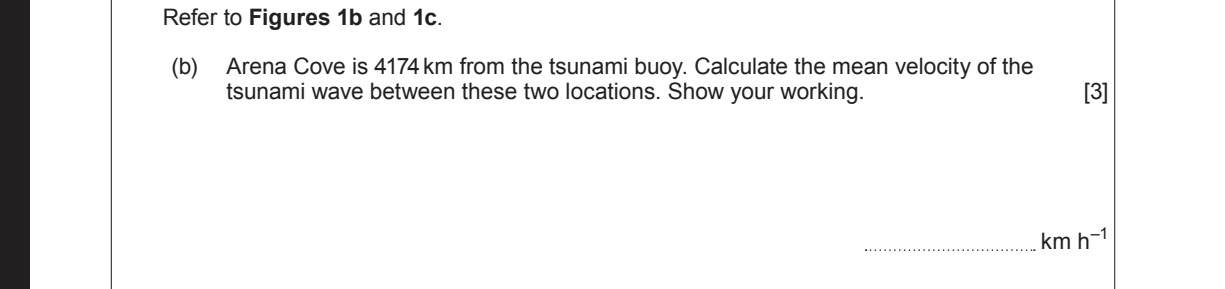 Refer to Figures 1b and 1c.
(b) Arena Cove is 4174 km from the tsunami buoy. Calculate the mean velocity of the
tsunami wave between these two locations. Show your working. [3]
.................................. km h⁻¹